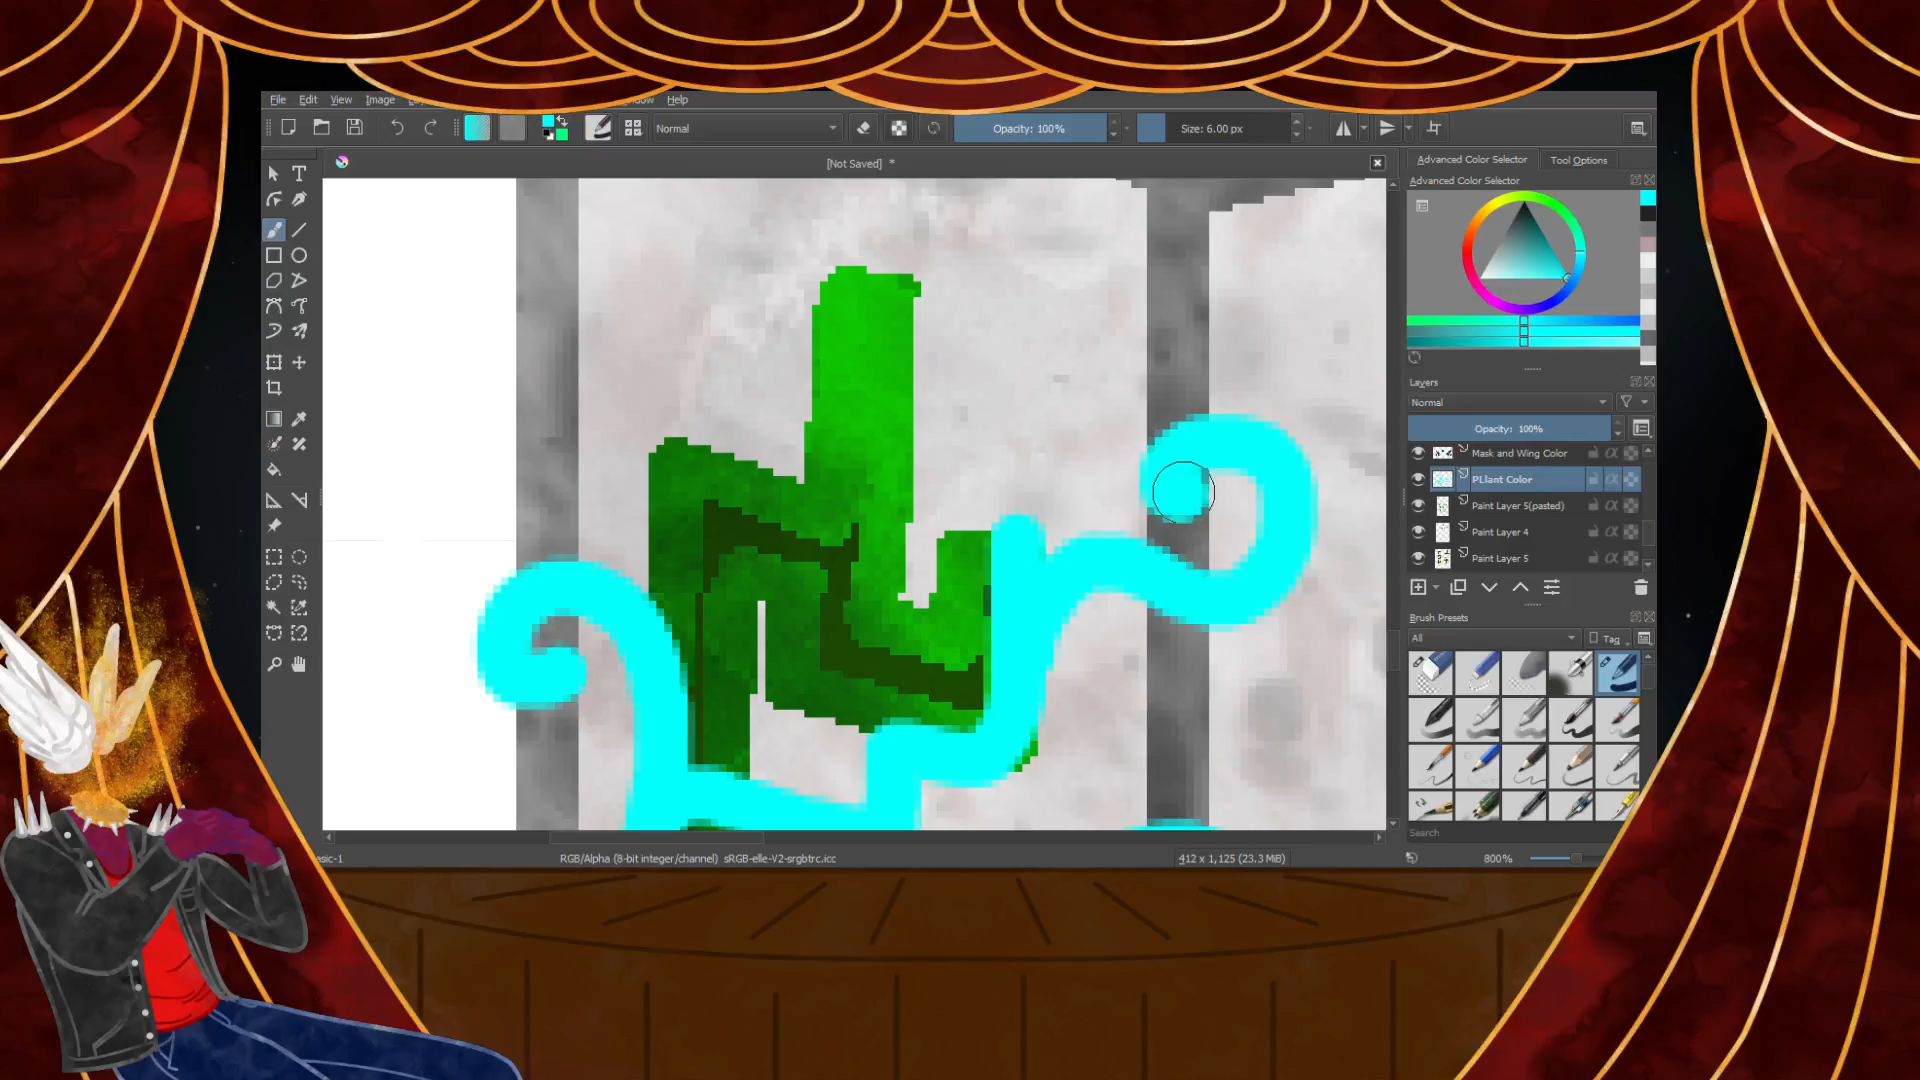 File Edit View Image Help
Normal
Opacity: 100%
Size: 6.00 px
[Not Saved] *
Advanced Color Selector
Tool Options
Advanced Color Selector
Layers
Normal
Opacity: 100%
Mask and Wing Color
PLlant Color
Paint Layer 5(pasted)
Paint Layer 4
Paint Layer 5
Brush Presets
All
Tag
Search
asic-1
RGB/Alpha (8-bit integer/channel) sRGB-elle-V2-srgbtrc.icc
412 x 1,125 (23.3 MiB)
800%